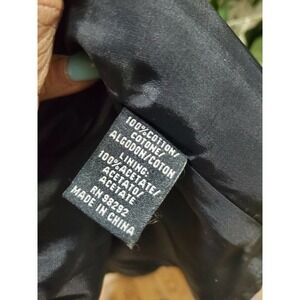 100%COTTON/
COTONE/
ALGODON/COTON
LINING:
100%ACETATE/
ACETATO/
ACETATE
RN 98292
MADE IN CHINA